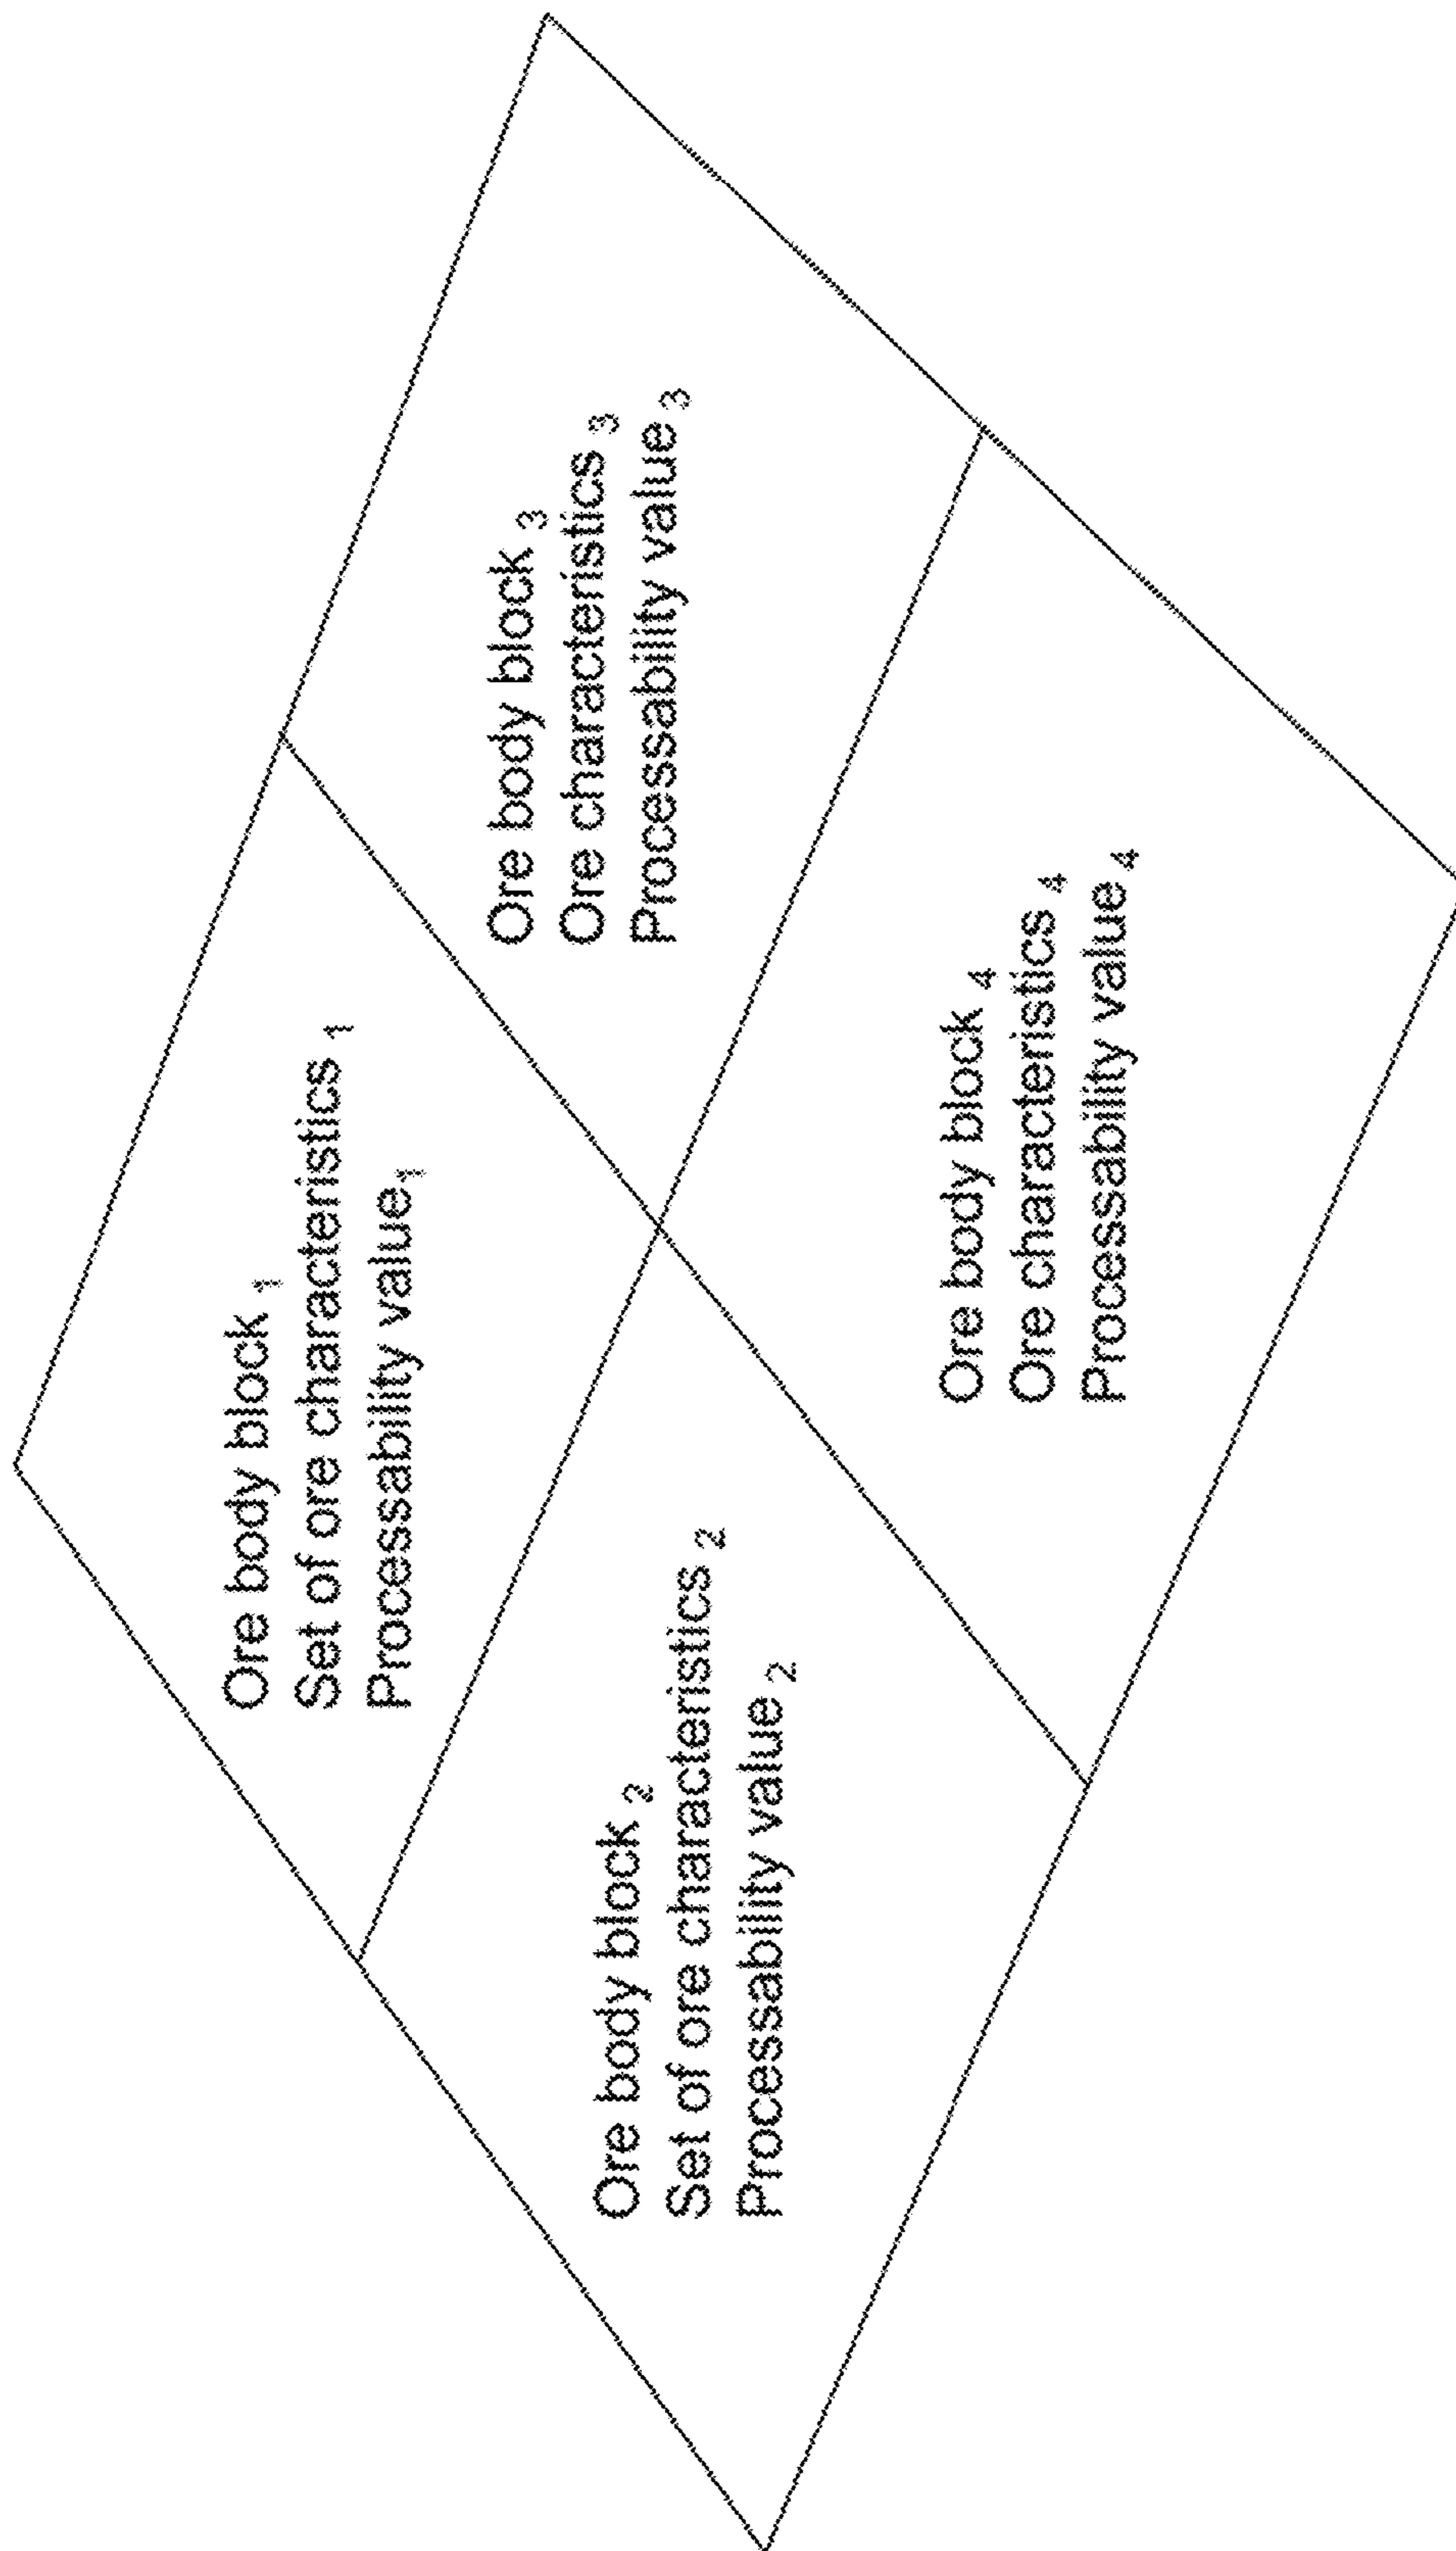 Ore body block 1
Set of ore characteristics 1
Processability value1
Ore body block 2
Set of ore characteristics 2
Processability value 2
Ore body block 3
Ore characteristics 3
Processability value 3
Ore body block 4
Ore characteristics 4
Processability value 4